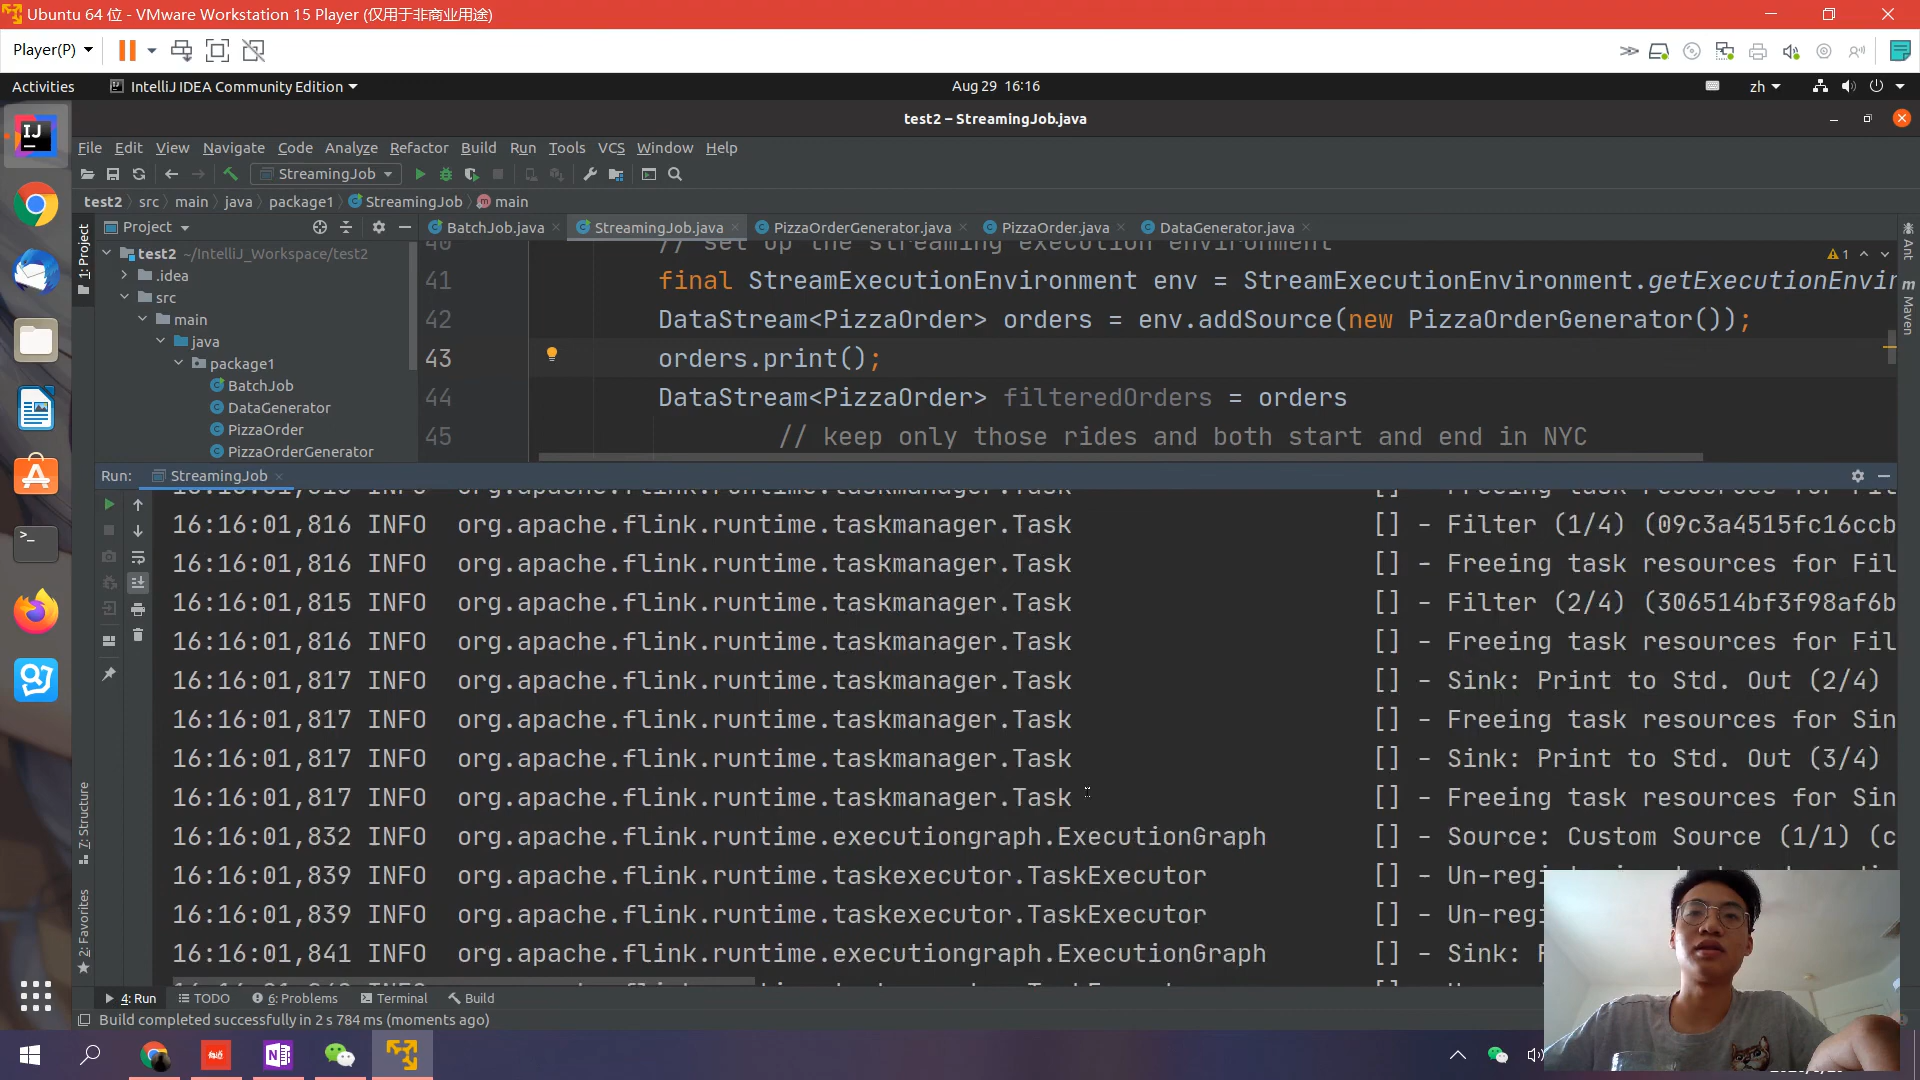 Ubuntu 64 位 - VMware Workstation 15 Player (仅用于非商业用途)
Player(P)
Activities
IntelliJ IDEA Community Edition
Aug 29 16:16
zh
test2 – StreamingJob.java
File Edit View Navigate Code Analyze Refactor Build Run Tools VCS Window Help
StreamingJob
test2 src main java package1 StreamingJob main
Project
BatchJob.java StreamingJob.java PizzaOrderGenerator.java PizzaOrder.java DataGenerator.java
1: Project
test2 ~/IntelliJ_Workspace/test2
.idea
src
main
java
package1
BatchJob
DataGenerator
PizzaOrder
PizzaOrderGenerator
40 // set up the streaming execution environment
41 final StreamExecutionEnvironment env = StreamExecutionEnvironment.getExecutionEnvir
42 DataStream<PizzaOrder> orders = env.addSource(new PizzaOrderGenerator());
43 orders.print();
44 DataStream<PizzaOrder> filteredOrders = orders
45 // keep only those rides and both start and end in NYC
1
Ant
Maven
Run: StreamingJob
16:16:01,816 INFO org.apache.flink.runtime.taskmanager.Task [] - Filter (1/4) (09c3a4515fc16ccb
16:16:01,816 INFO org.apache.flink.runtime.taskmanager.Task [] - Freeing task resources for Fil
16:16:01,815 INFO org.apache.flink.runtime.taskmanager.Task [] - Filter (2/4) (306514bf3f98af6b
16:16:01,816 INFO org.apache.flink.runtime.taskmanager.Task [] - Freeing task resources for Fil
16:16:01,817 INFO org.apache.flink.runtime.taskmanager.Task [] - Sink: Print to Std. Out (2/4)
16:16:01,817 INFO org.apache.flink.runtime.taskmanager.Task [] - Freeing task resources for Sin
16:16:01,817 INFO org.apache.flink.runtime.taskmanager.Task [] - Sink: Print to Std. Out (3/4)
16:16:01,817 INFO org.apache.flink.runtime.taskmanager.Task [] - Freeing task resources for Sin
16:16:01,832 INFO org.apache.flink.runtime.executiongraph.ExecutionGraph [] - Source: Custom Source (1/1) (c
16:16:01,839 INFO org.apache.flink.runtime.taskexecutor.TaskExecutor [] - Un-regi
16:16:01,839 INFO org.apache.flink.runtime.taskexecutor.TaskExecutor [] - Un-regi
16:16:01,841 INFO org.apache.flink.runtime.executiongraph.ExecutionGraph [] - Sink:
7: Structure
2: Favorites
4: Run TODO 6: Problems Terminal Build
Build completed successfully in 2 s 784 ms (moments ago)